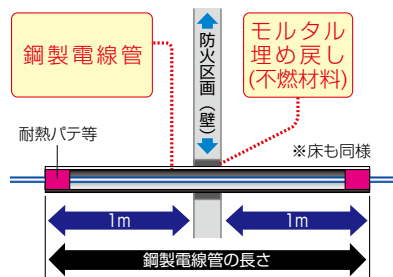 鋼製電線管
防火区画(壁)
モルタル
埋め戻し
(不燃材料)
耐熱パテ等
※床も同様
1m
1m
鋼製電線管の長さ